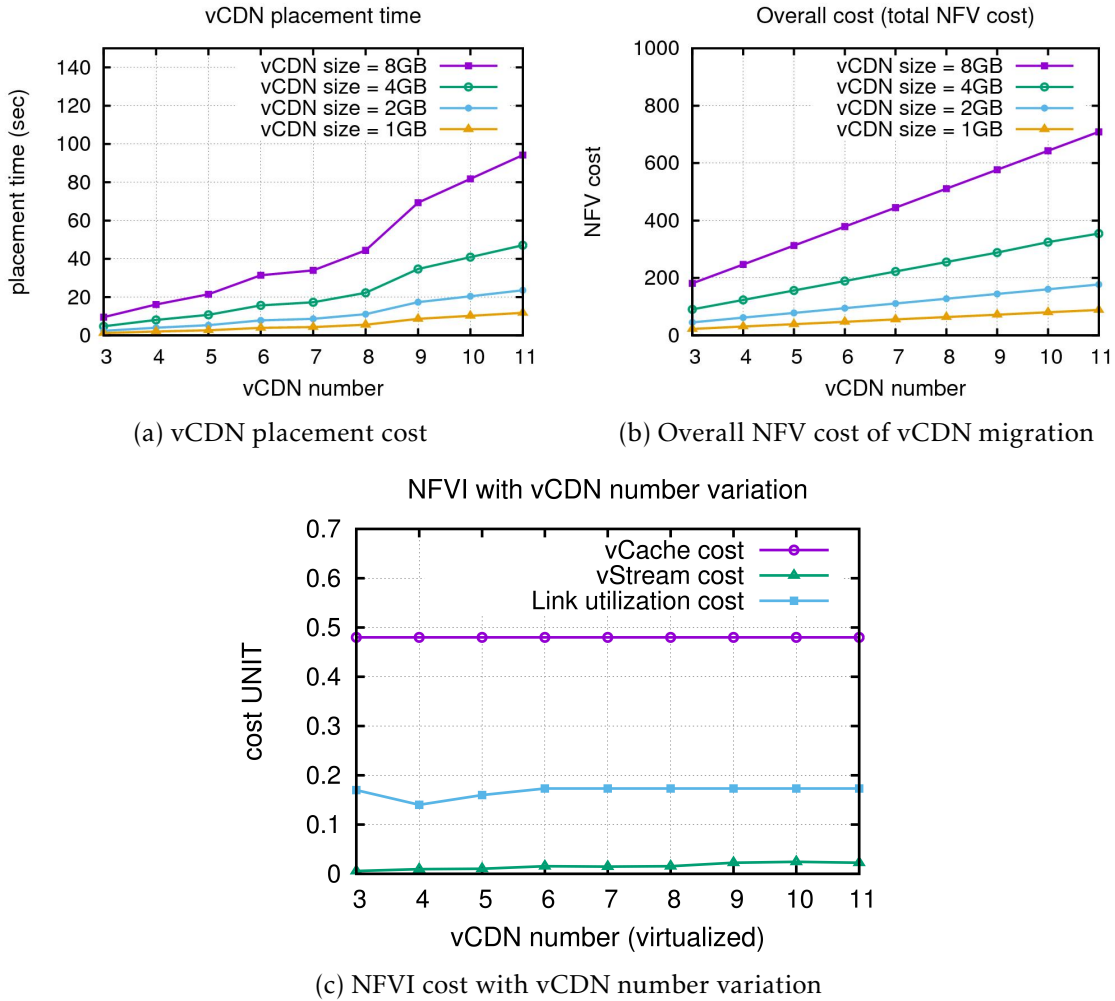 vCDN placement time
140
120
100
80
60
40
20
0
placement time (sec)
vCDN size = 8GB
vCDN size = 4GB
vCDN size = 2GB
vCDN size = 1GB
3 4 5 6 7 8 9 10 11
vCDN number
(a) vCDN placement cost
Overall cost (total NFV cost)
1000
800
600
400
200
0
NFV cost
vCDN size = 8GB
vCDN size = 4GB
vCDN size = 2GB
vCDN size = 1GB
3 4 5 6 7 8 9 10 11
vCDN number
(b) Overall NFV cost of vCDN migration
NFVI with vCDN number variation
0.7
0.6
0.5
0.4
0.3
0.2
0.1
0
cost UNIT
vCache cost
vStream cost
Link utilization cost
3 4 5 6 7 8 9 10 11
vCDN number (virtualized)
(c) NFVI cost with vCDN number variation